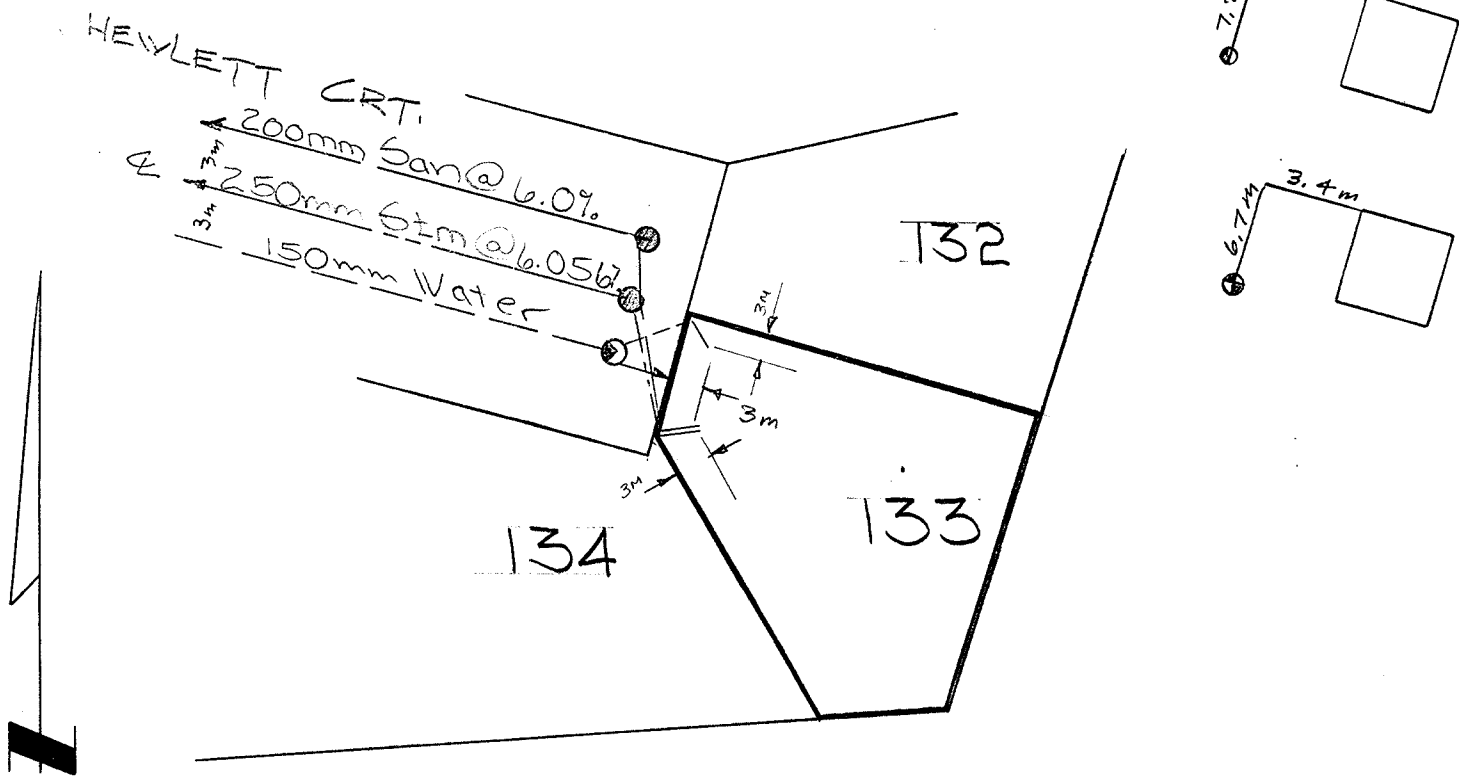 HEWLETT CRT.
200mm San @ 6.0%
3m
℄ 250mm Stm @ 6.056%
3m
150mm Water
132
3M
3m
3M
133
134
3.4m
6.7m